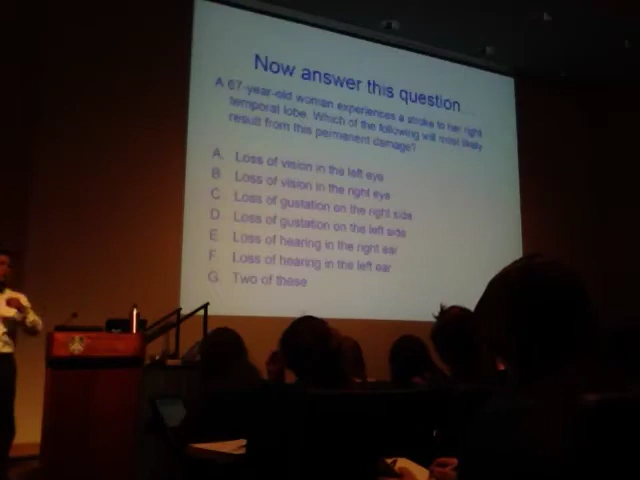 Now answer this question
A 67-year-old woman experiences a stroke to her right
temporal lobe. Which of the following will most likely
result from this permanent damage?
A. Loss of vision in the left eye
B. Loss of vision in the right eye
C. Loss of gustation on the right side
D. Loss of gustation on the left side
E. Loss of hearing in the right ear
F. Loss of hearing in the left ear
G. Two of these